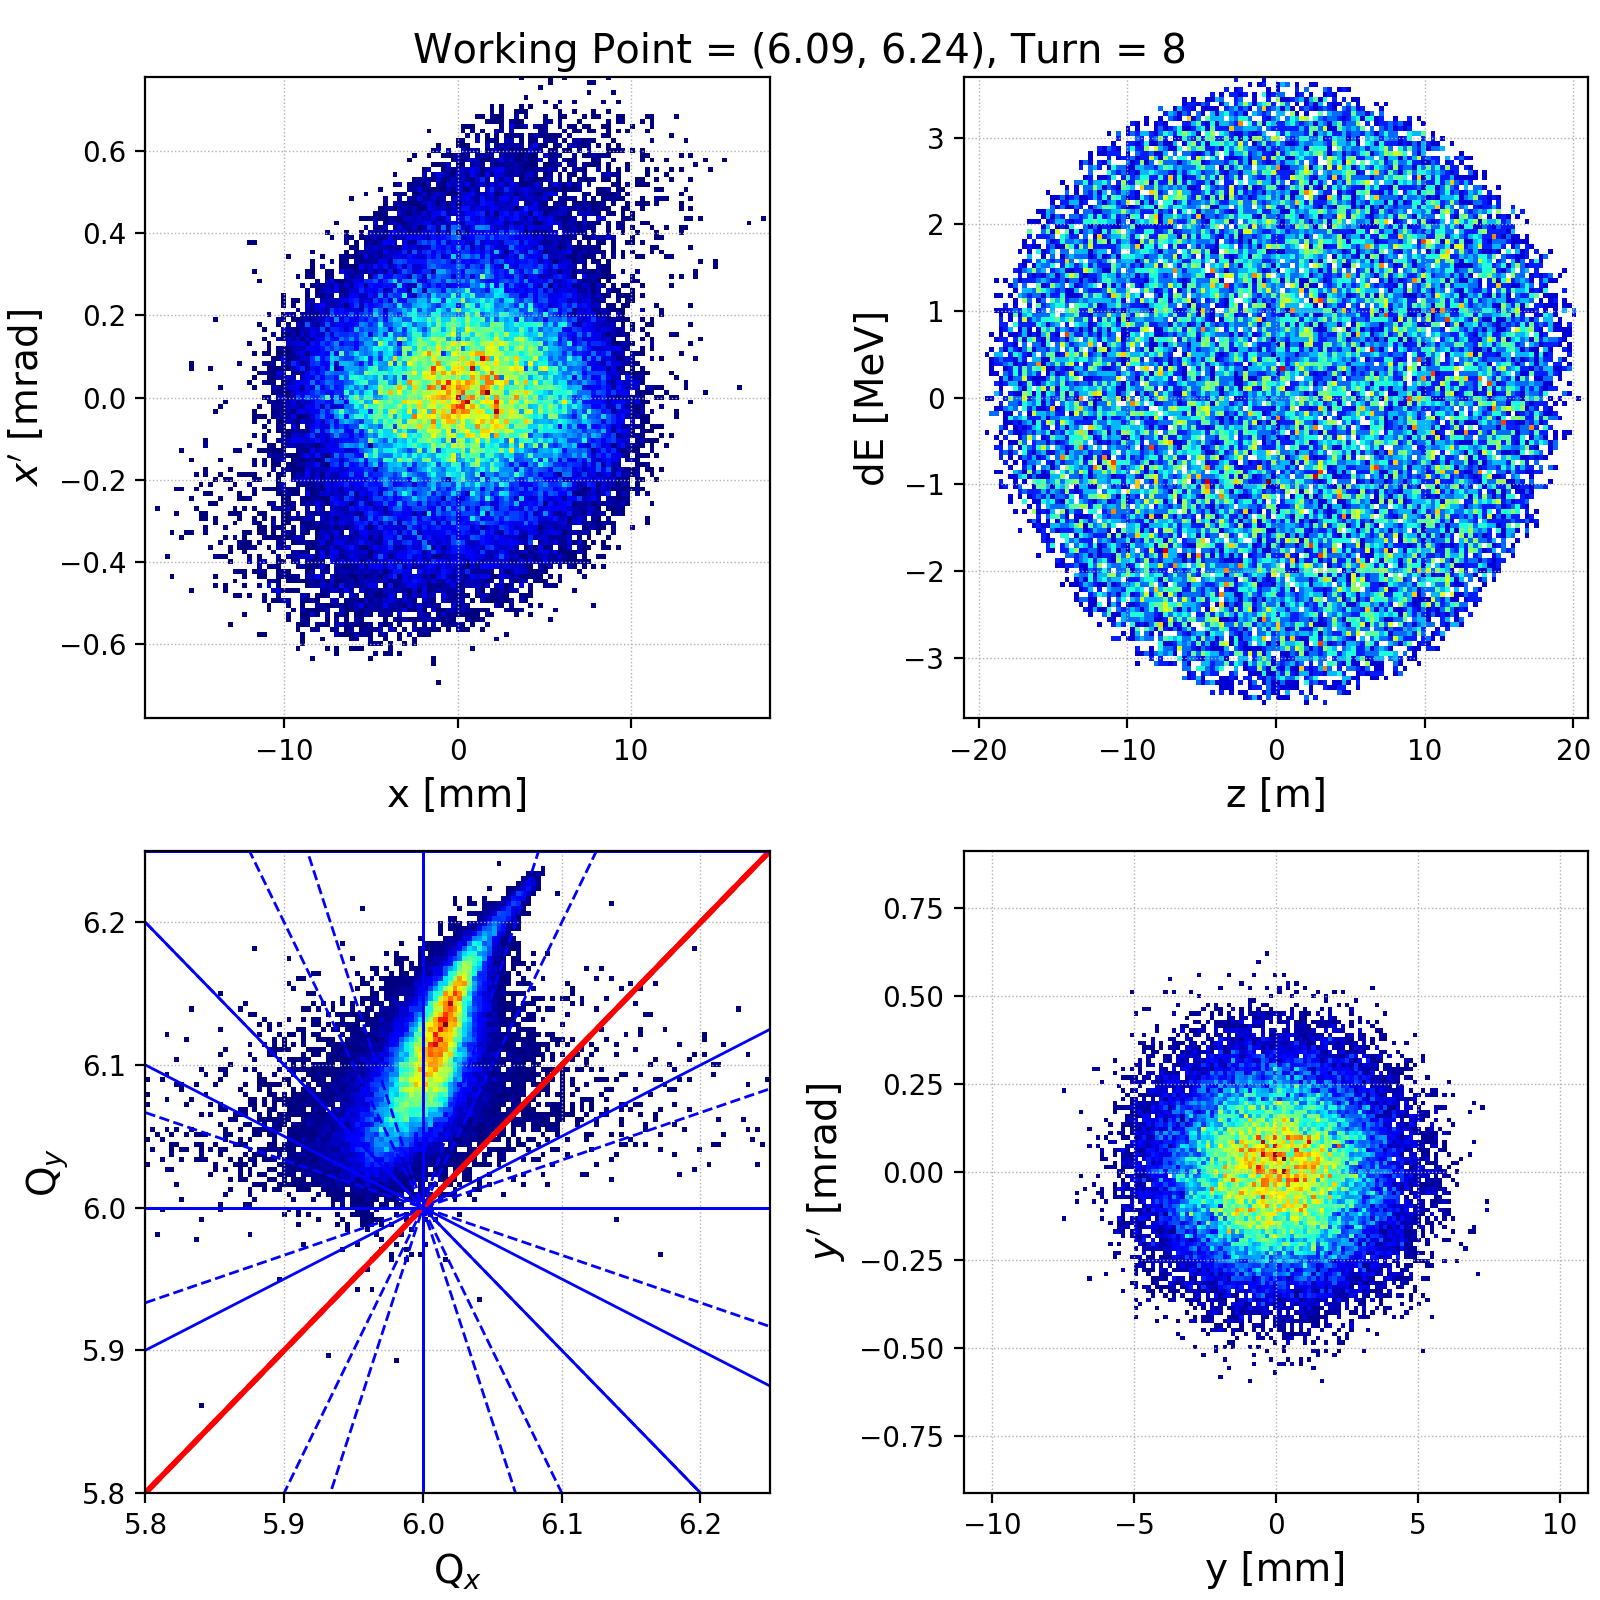 Working Point = (6.09, 6.24), Turn = 8
x′ [mrad]
0.6
0.4
0.2
0.0
−0.2
−0.4
−0.6
−10 0 10
x [mm]
dE [MeV]
3
2
1
0
−1
−2
−3
−20 −10 0 10 20
z [m]
Qy
6.2
6.1
6.0
5.9
5.8
5.8 5.9 6.0 6.1 6.2
Qx
y′ [mrad]
0.75
0.50
0.25
0.00
−0.25
−0.50
−0.75
−10 −5 0 5 10
y [mm]